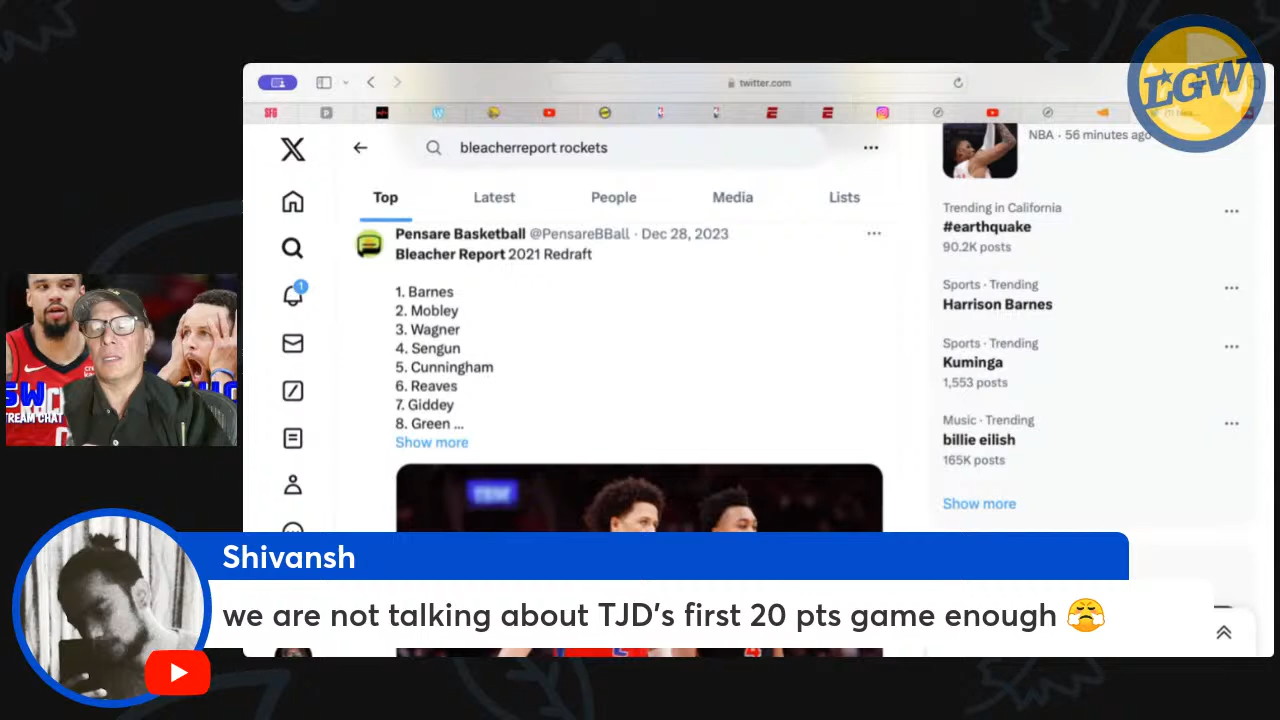 LGW
twitter.com
SFG
bleacherreport rockets
NBA · 56 minutes ago
Top
Latest
People
Media
Lists
Pensare Basketball @PensareBBall · Dec 28, 2023
Bleacher Report 2021 Redraft
1. Barnes
2. Mobley
3. Wagner
4. Sengun
5. Cunningham
6. Reaves
7. Giddey
8. Green ...
Show more
Trending in California
#earthquake
90.2K posts
Sports · Trending
Harrison Barnes
Sports · Trending
Kuminga
1,553 posts
Music · Trending
billie eilish
165K posts
Show more
1
STREAM CHAT
Shivansh
we are not talking about TJD's first 20 pts game enough 😤